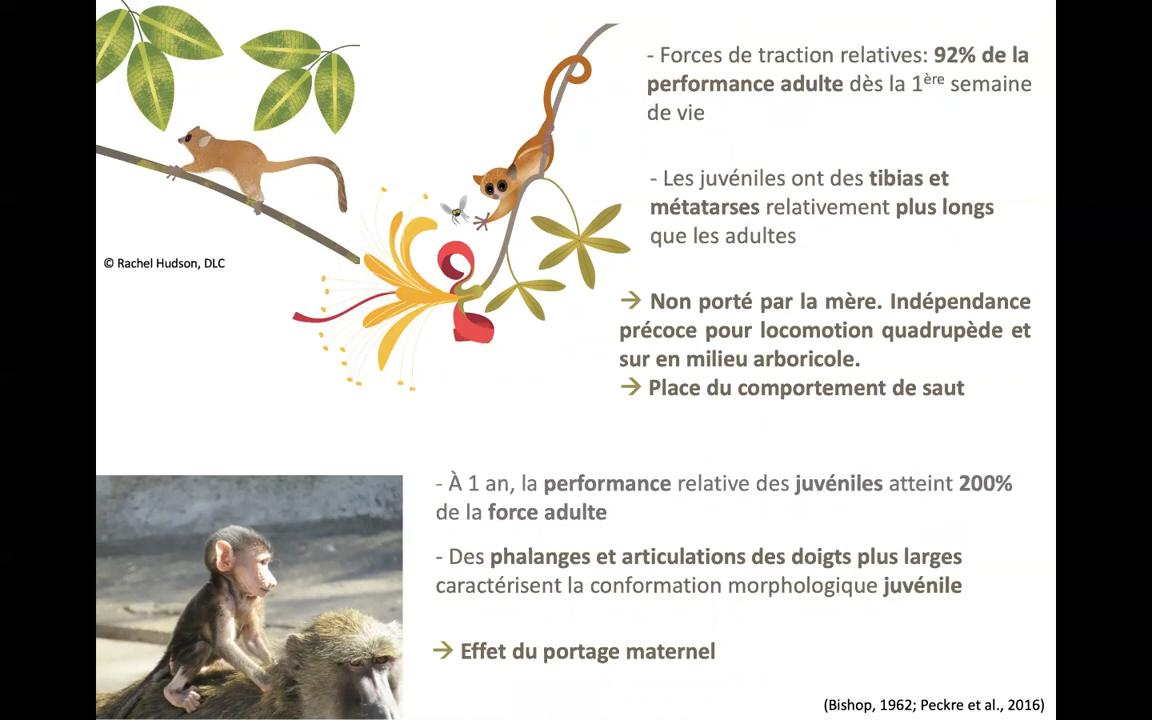 - Forces de traction relatives: 92% de la
performance adulte dès la 1ère semaine
de vie
- Les juvéniles ont des tibias et
métatarses relativement plus longs
que les adultes
© Rachel Hudson, DLC
→ Non porté par la mère. Indépendance
précoce pour locomotion quadrupède et
sur en milieu arboricole.
→ Place du comportement de saut
- À 1 an, la performance relative des juvéniles atteint 200%
de la force adulte
- Des phalanges et articulations des doigts plus larges
caractérisent la conformation morphologique juvénile
→ Effet du portage maternel
(Bishop, 1962; Peckre et al., 2016)